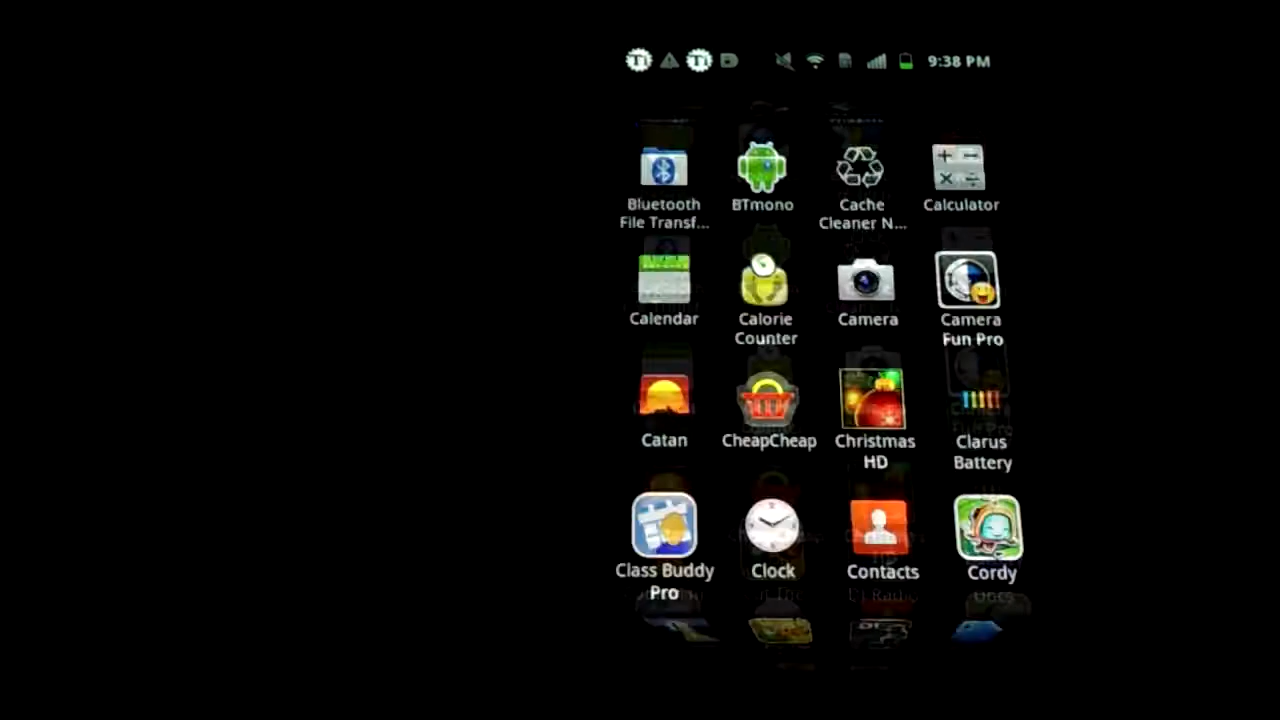 9:38 PM
Bluetooth
File Transf...
BTmono
Cache
Cleaner N...
Calculator
Calendar
Calorie
Counter
Camera
Camera
Fun Pro
Catan
CheapCheap
Christmas
HD
Clarus
Battery
Class Buddy
Pro
Clock
Contacts
Cordy